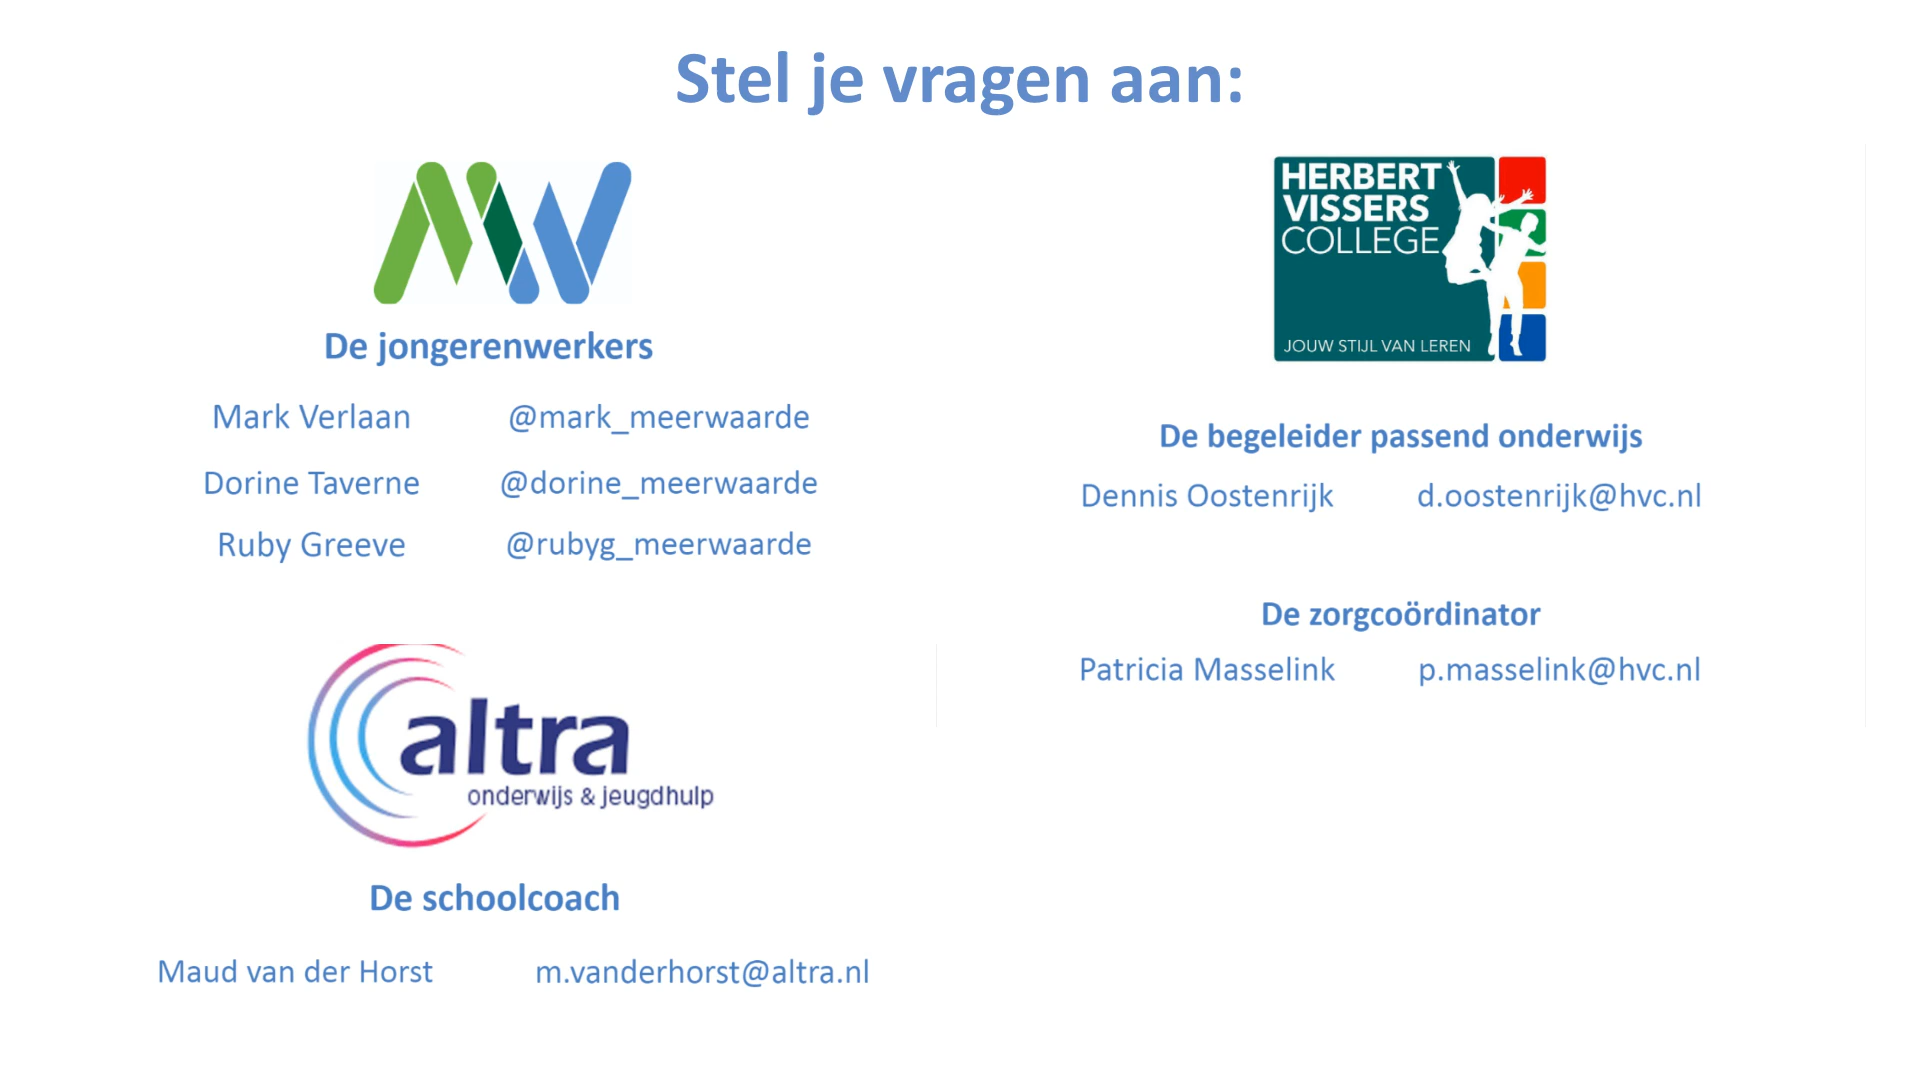 Stel je vragen aan:
MW
De jongerenwerkers
Mark Verlaan @mark_meerwaarde
Dorine Taverne @dorine_meerwaarde
Ruby Greeve @rubyg_meerwaarde
altra
onderwijs & jeugdhulp
De schoolcoach
Maud van der Horst m.vanderhorst@altra.nl
HERBERT
VISSERS
COLLEGE
JOUW STIJL VAN LEREN
De begeleider passend onderwijs
Dennis Oostenrijk d.oostenrijk@hvc.nl
De zorgcoördinator
Patricia Masselink p.masselink@hvc.nl